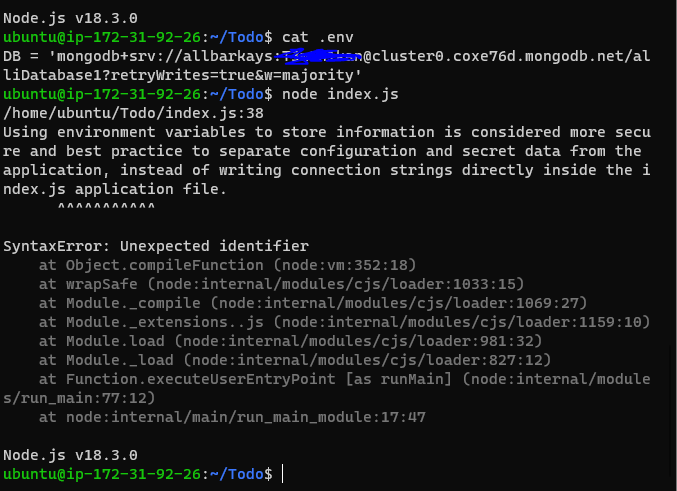 Node.js v18.3.0
ubuntu@ip-172-31-92-26:~/Todo$ cat .env
DB = 'mongodb+srv://allbarkays:@cluster0.coxe76d.mongodb.net/al
liDatabase1?retryWrites=true&w=majority'
ubuntu@ip-172-31-92-26:~/Todo$ node index.js
/home/ubuntu/Todo/index.js:38
Using environment variables to store information is considered more secu
re and best practice to separate configuration and secret data from the
application, instead of writing connection strings directly inside the i
ndex.js application file.
      ^^^^^^^^^^^

SyntaxError: Unexpected identifier
    at Object.compileFunction (node:vm:352:18)
    at wrapSafe (node:internal/modules/cjs/loader:1033:15)
    at Module._compile (node:internal/modules/cjs/loader:1069:27)
    at Module._extensions..js (node:internal/modules/cjs/loader:1159:10)
    at Module.load (node:internal/modules/cjs/loader:981:32)
    at Module._load (node:internal/modules/cjs/loader:827:12)
    at Function.executeUserEntryPoint [as runMain] (node:internal/module
s/run_main:77:12)
    at node:internal/main/run_main_module:17:47

Node.js v18.3.0
ubuntu@ip-172-31-92-26:~/Todo$